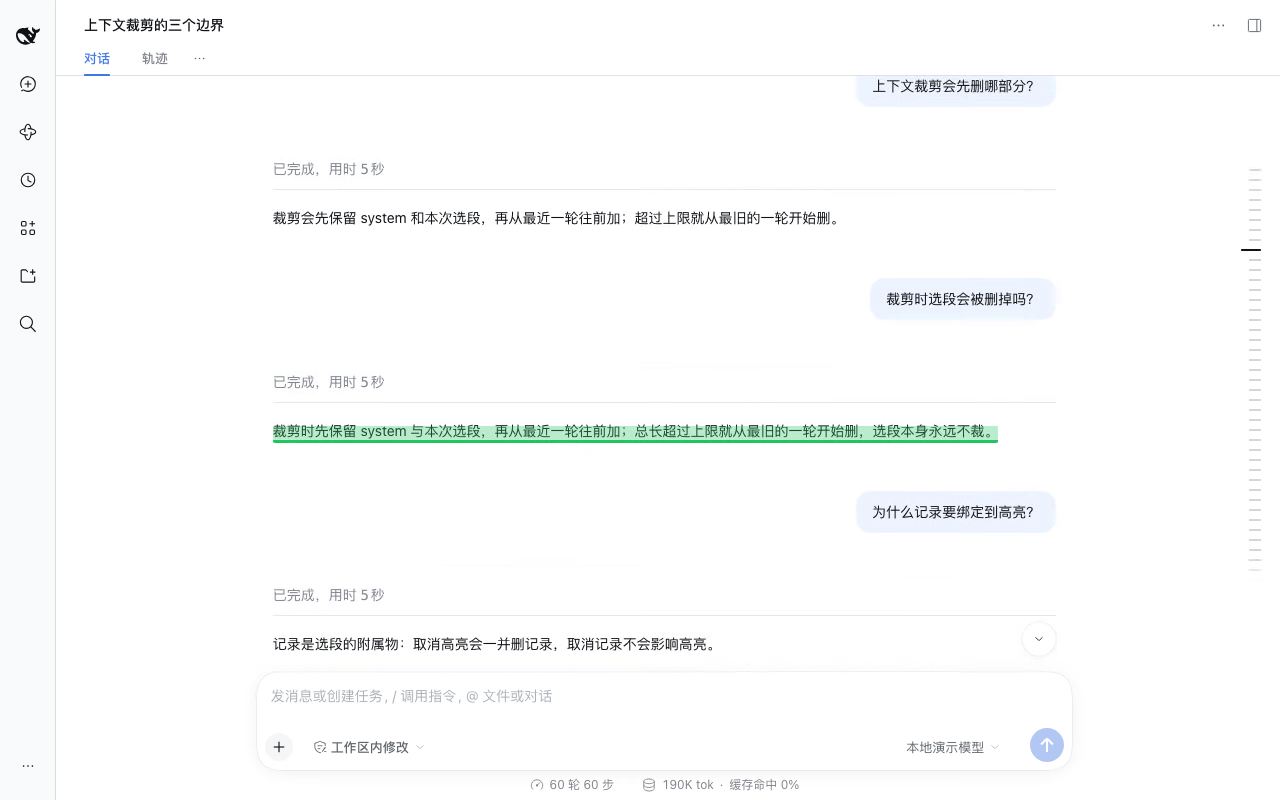 上下文裁剪的三个边界
对话 轨迹 ···
上下文裁剪会先删哪部分？
已完成，用时 5 秒
裁剪会先保留 system 和本次选段，再从最近一轮往前加；超过上限就从最旧的一轮开始删。
裁剪时选段会被删掉吗？
已完成，用时 5 秒
裁剪时先保留 system 与本次选段，再从最近一轮往前加；总长超过上限就从最旧的一轮开始删，选段本身永远不裁。
为什么记录要绑定到高亮？
已完成，用时 5 秒
记录是选段的附属物：取消高亮会一并删记录，取消记录不会影响高亮。
发消息或创建任务, / 调用指令, @ 文件或对话
工作区内修改 本地演示模型
60 轮 60 步 190K tok · 缓存命中 0%